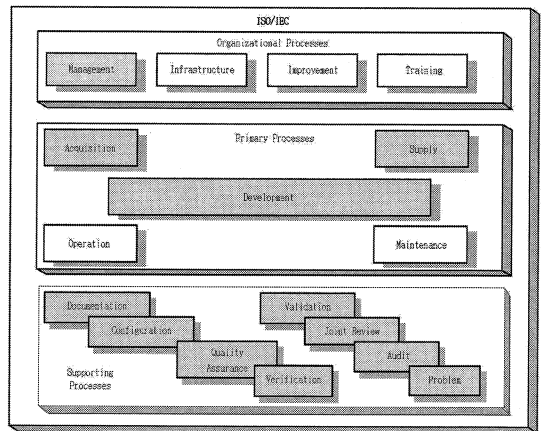 ISO/IEC
Organizational Processes
Management
Infrastructure
Improvement
Training
Primary Processes
Acquisition
Supply
Development
Operation
Maintenance
Documentation
Configuration
Quality
Assurance
Verification
Validation
Joint Review
Audit
Problem
Supporting
Processes